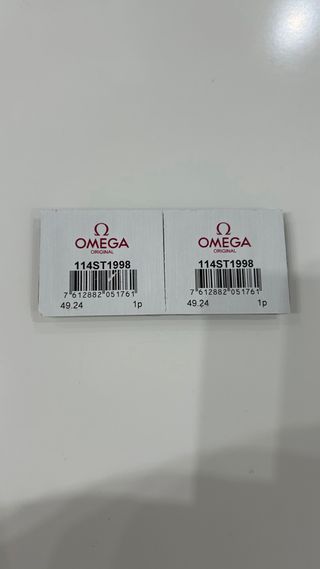 Ω
OMEGA
ORIGINAL
114ST1998
7 612882 051761
49.24 1p
Ω
OMEGA
ORIGINAL
114ST1998
7 612882 051761
49.24 1p